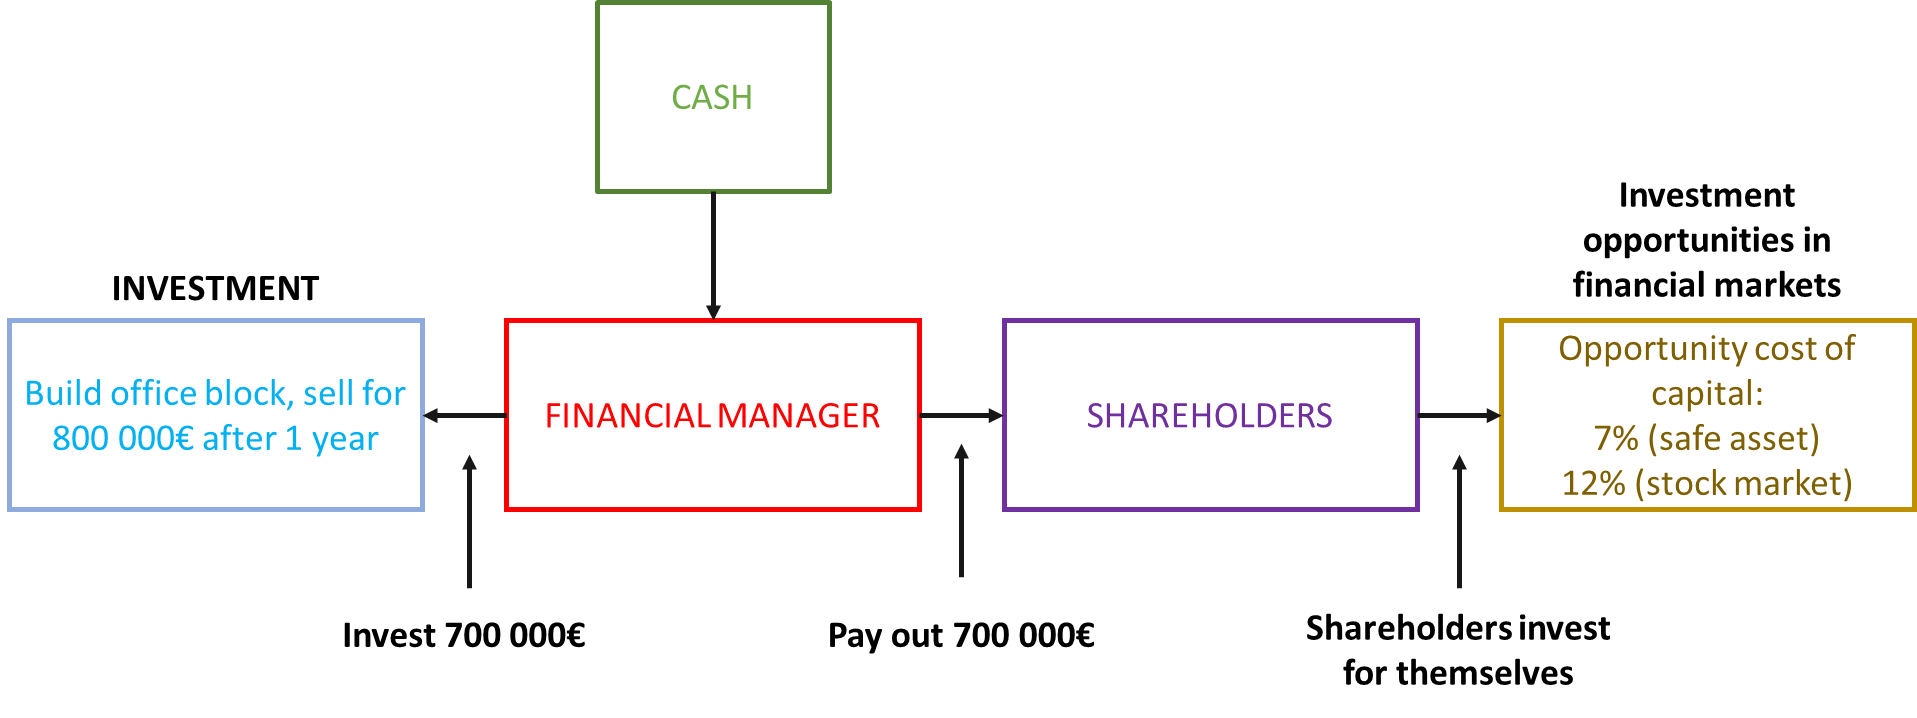 CASH
INVESTMENT
Build office block, sell for
800 000€ after 1 year
FINANCIAL MANAGER
SHAREHOLDERS
Investment
opportunities in
financial markets
Opportunity cost of
capital:
7% (safe asset)
12% (stock market)
Invest 700 000€
Pay out 700 000€
Shareholders invest
for themselves